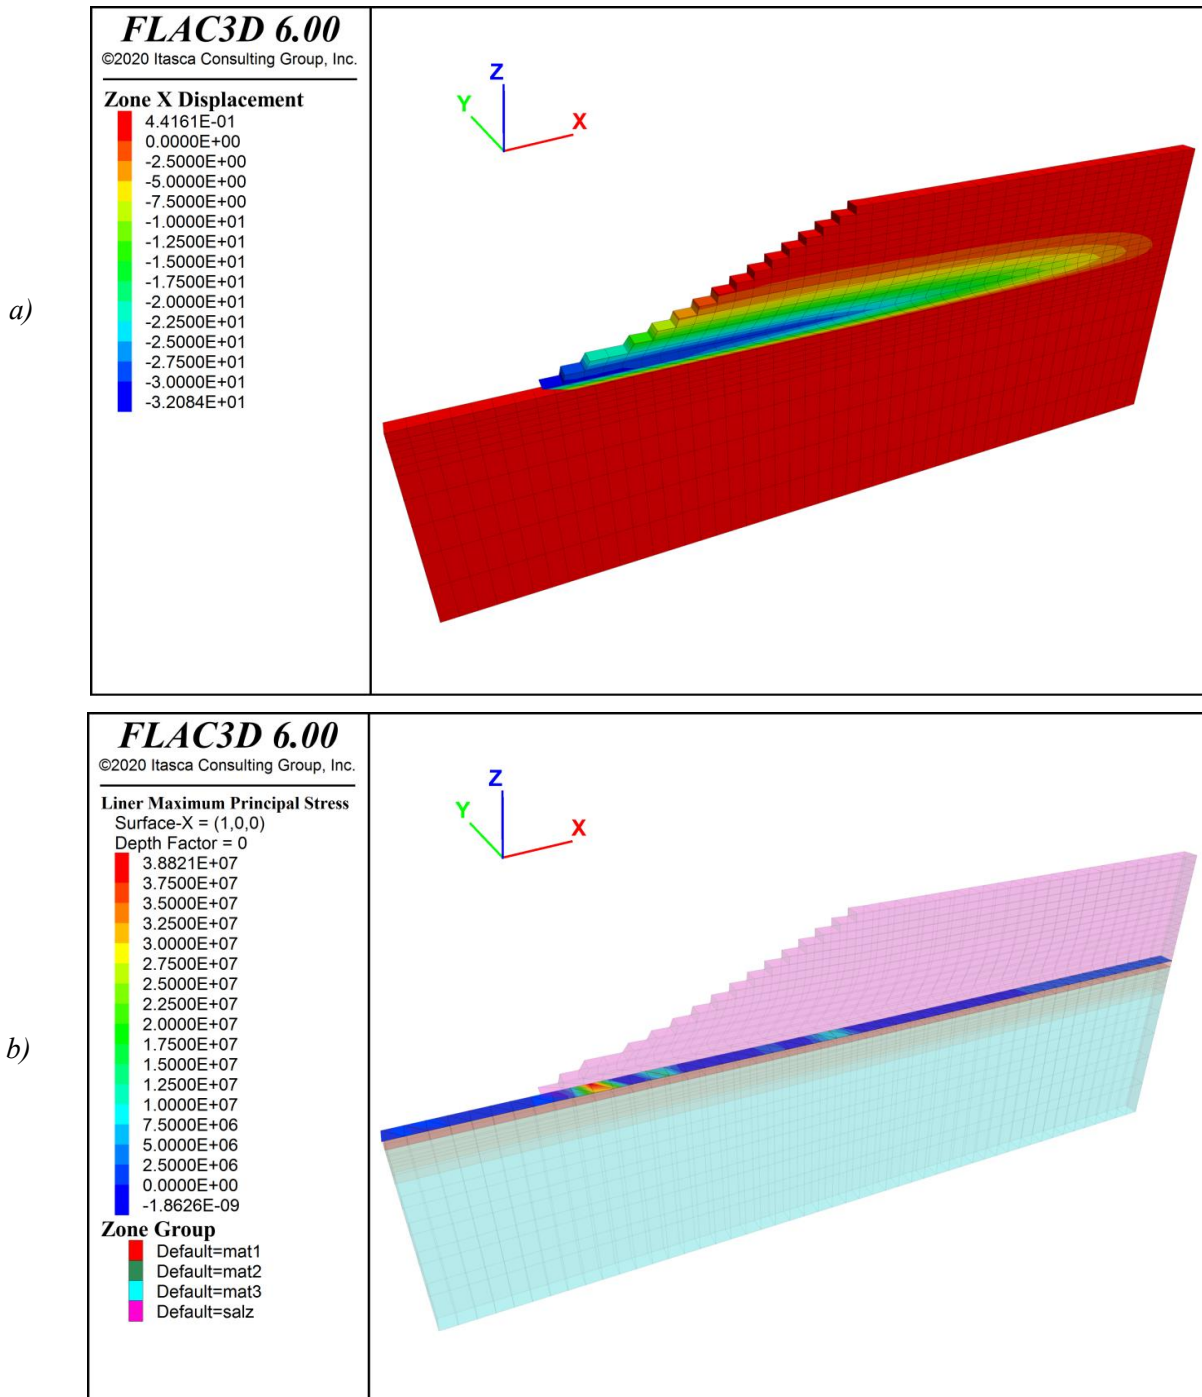 a)
FLAC3D 6.00
©2020 Itasca Consulting Group, Inc.
Zone X Displacement
4.4161E-01
0.0000E+00
-2.5000E+00
-5.0000E+00
-7.5000E+00
-1.0000E+01
-1.2500E+01
-1.5000E+01
-1.7500E+01
-2.0000E+01
-2.2500E+01
-2.5000E+01
-2.7500E+01
-3.0000E+01
-3.2084E+01
Z
Y
X
b)
FLAC3D 6.00
©2020 Itasca Consulting Group, Inc.
Liner Maximum Principal Stress
Surface-X = (1,0,0)
Depth Factor = 0
3.8821E+07
3.7500E+07
3.5000E+07
3.2500E+07
3.0000E+07
2.7500E+07
2.5000E+07
2.2500E+07
2.0000E+07
1.7500E+07
1.5000E+07
1.2500E+07
1.0000E+07
7.5000E+06
5.0000E+06
2.5000E+06
0.0000E+00
-1.8626E-09
Zone Group
Default=mat1
Default=mat2
Default=mat3
Default=salz
Z
Y
X